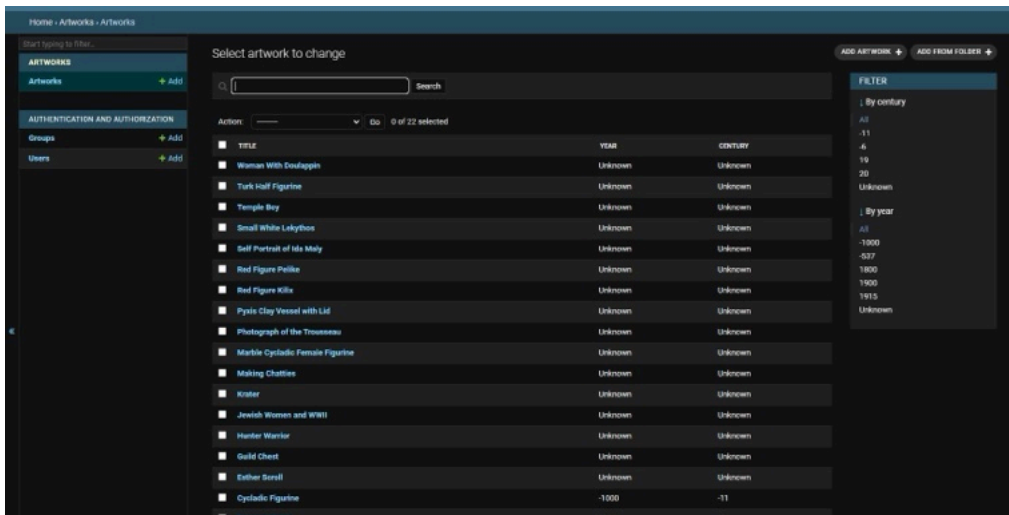 Home › Artworks › Artworks
Start typing to filter...
ARTWORKS
Artworks + Add
AUTHENTICATION AND AUTHORIZATION
Groups + Add
Users + Add
«
Select artwork to change
ADD ARTWORK +
ADD FROM FOLDER +
Search
Action: --------- Go 0 of 22 selected
TITLE YEAR CENTURY
Woman With Doulappin Unknown Unknown
Turk Half Figurine Unknown Unknown
Temple Boy Unknown Unknown
Small White Lekythos Unknown Unknown
Self Portrait of Ida Maly Unknown Unknown
Red Figure Pelike Unknown Unknown
Red Figure Kilix Unknown Unknown
Pyxis Clay Vessel with Lid Unknown Unknown
Photograph of the Trousseau Unknown Unknown
Marble Cycladic Female Figurine Unknown Unknown
Making Chatties Unknown Unknown
Krater Unknown Unknown
Jewish Women and WWII Unknown Unknown
Hunter Warrior Unknown Unknown
Guild Chest Unknown Unknown
Esther Scroll Unknown Unknown
Cycladic Figurine -1000 -11
FILTER
↓ By century
All
-11
-6
19
20
Unknown
↓ By year
All
-1000
-537
1800
1900
1915
Unknown